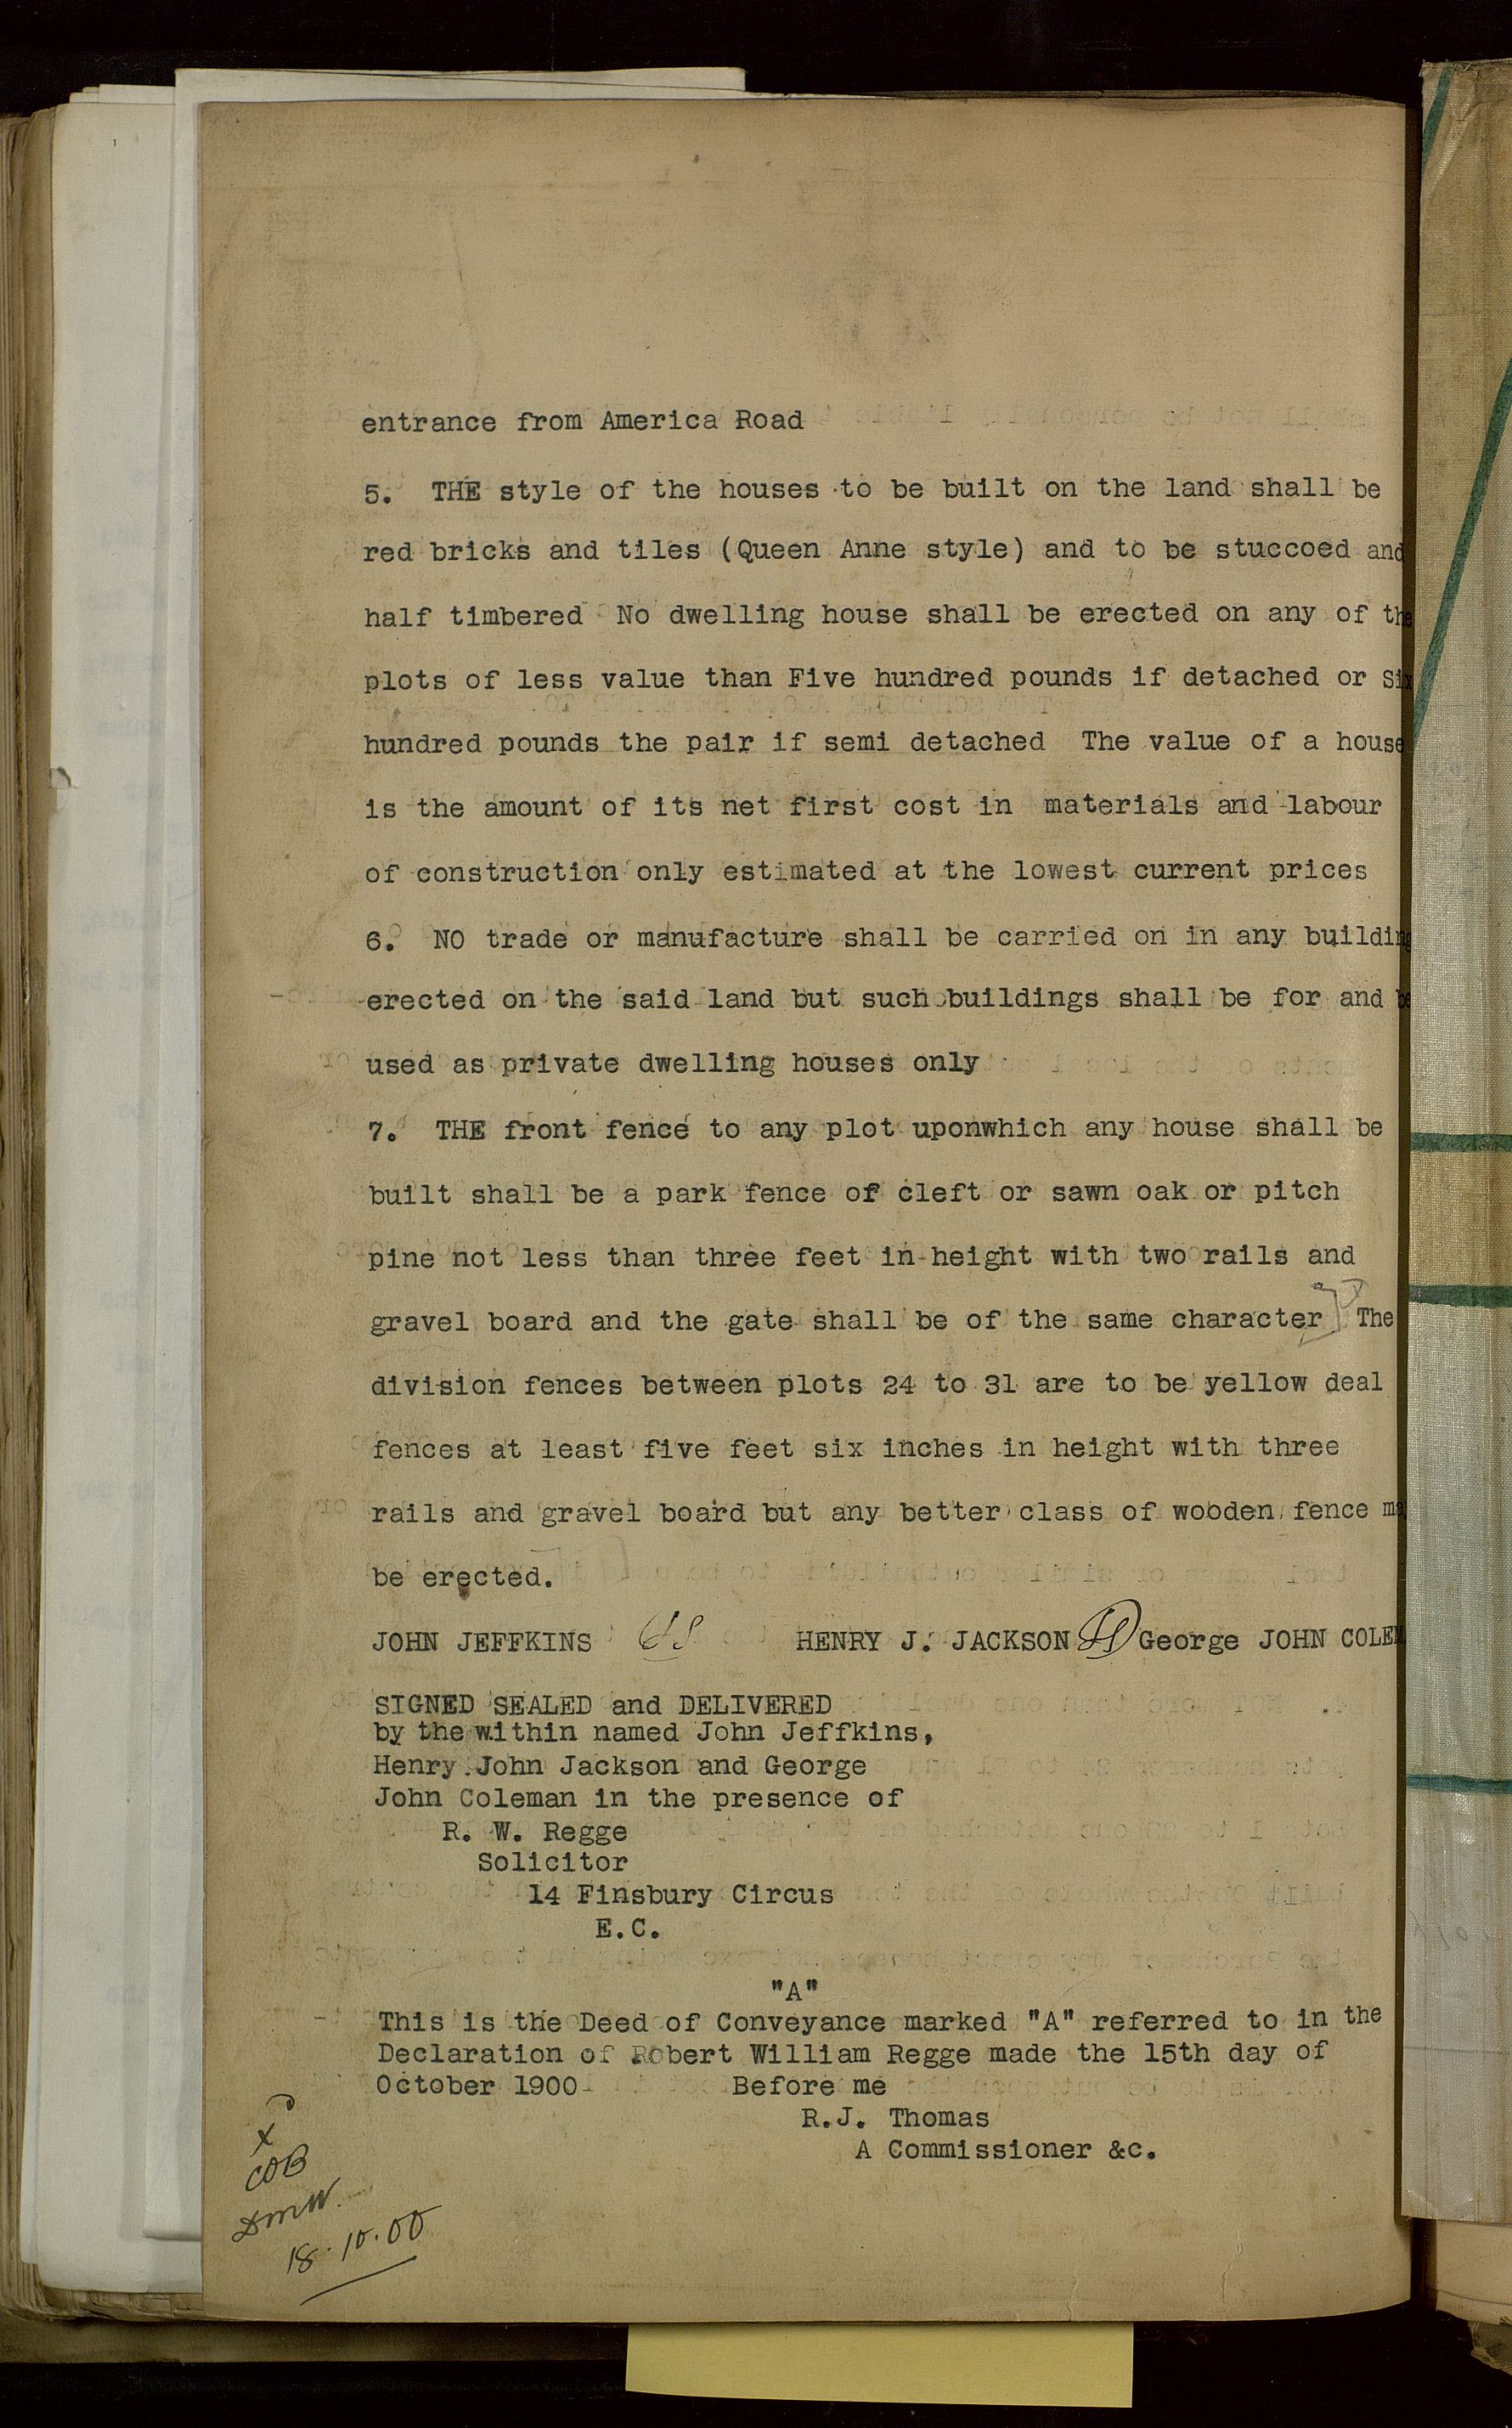 entrance from America Road
5. THE style of the houses to be built on the land shall be
red bricks and tiles (Queen Anne style) and to be stuccoed and
half timbered No dwelling house shall be erected on any of the
plots of less value than Five hundred pounds if detached or Six
hundred pounds the pair if semi detached The value of a house
is the amount of its net first cost in materials and labour
of construction only estimated at the lowest current prices
6. NO trade or manufacture shall be carried on in any building
erected on the said land but such buildings shall be for and be
used as private dwelling houses only
7. THE front fence to any plot uponwhich any house shall be
built shall be a park fence of cleft or sawn oak or pitch
pine not less than three feet in height with two rails and
gravel board and the gate shall be of the same character The
division fences between plots 24 to 31 are to be yellow deal
fences at least five feet six inches in height with three
rails and gravel board but any better class of wooden fence ma
be erected.
JOHN JEFFKINS LS HENRY J. JACKSON LS George JOHN COLEM
SIGNED SEALED and DELIVERED
by the within named John Jeffkins,
Henry John Jackson and George
John Coleman in the presence of
R. W. Regge
Solicitor
14 Finsbury Circus
E.C.
"A"
This is the Deed of Conveyance marked "A" referred to in the
Declaration of Robert William Regge made the 15th day of
October 1900 Before me
R.J. Thomas
A Commissioner &c.
x
COB
DMW.
18.10.00